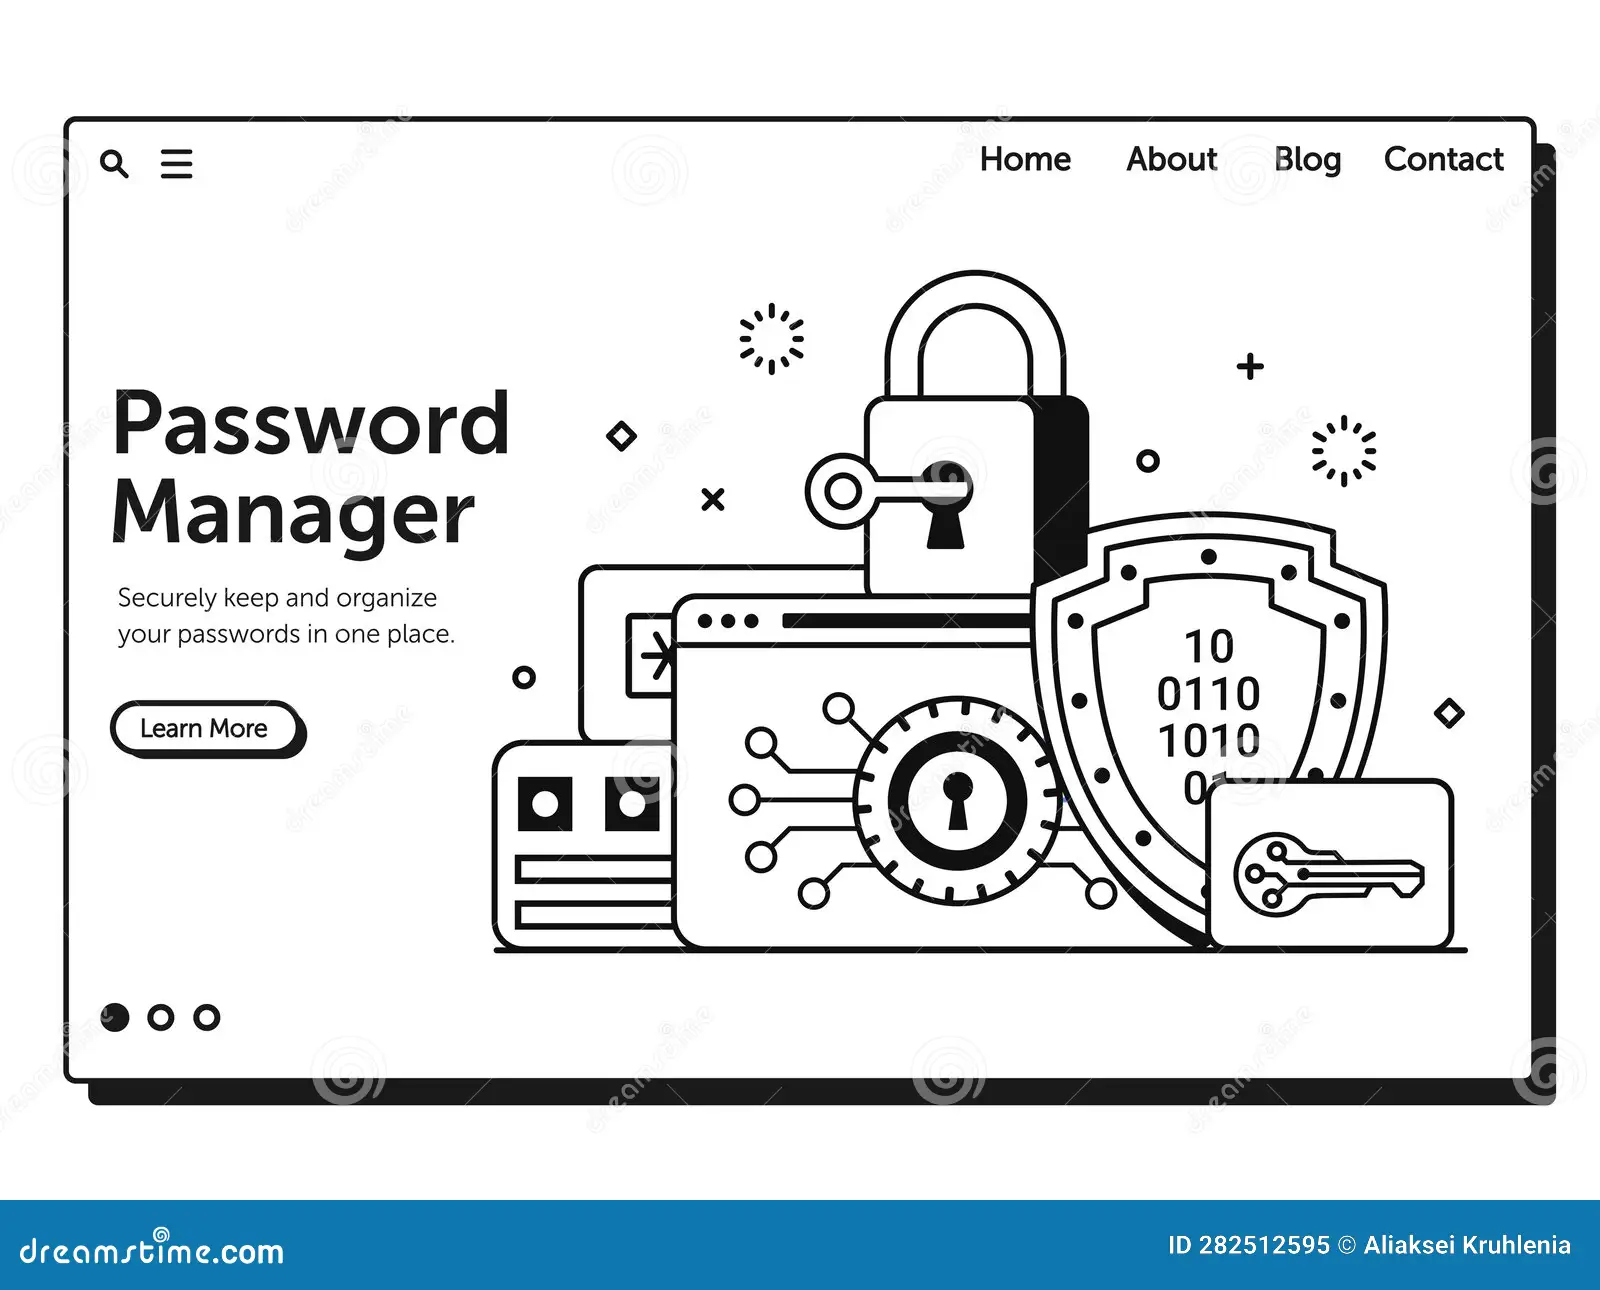 Home About Blog Contact
Password
Manager
Securely keep and organize
your passwords in one place.
Learn More
10
0110
1010
0
dreamstime.com
ID 282512595 © Aliaksei Kruhlenia